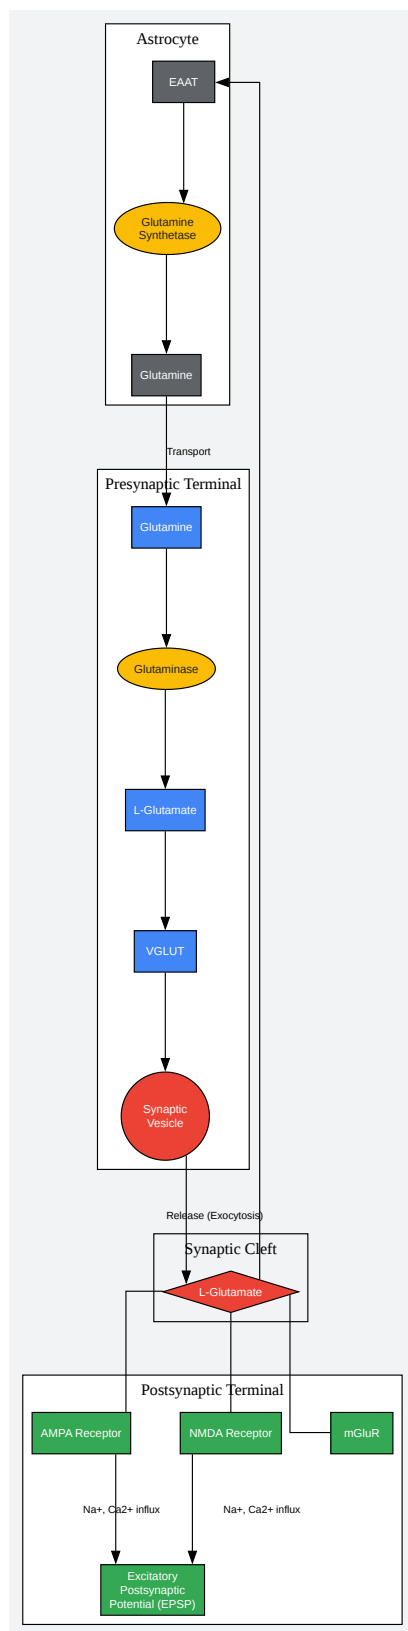 Astrocyte
EAAT
Glutamine
Synthetase
Glutamine
Transport
Presynaptic Terminal
Glutamine
Glutaminase
L-Glutamate
VGLUT
Synaptic
Vesicle
Release (Exocytosis)
Synaptic Cleft
L-Glutamate
Postsynaptic Terminal
AMPA Receptor
NMDA Receptor
mGluR
Na+, Ca2+ influx
Na+, Ca2+ influx
Excitatory
Postsynaptic
Potential (EPSP)